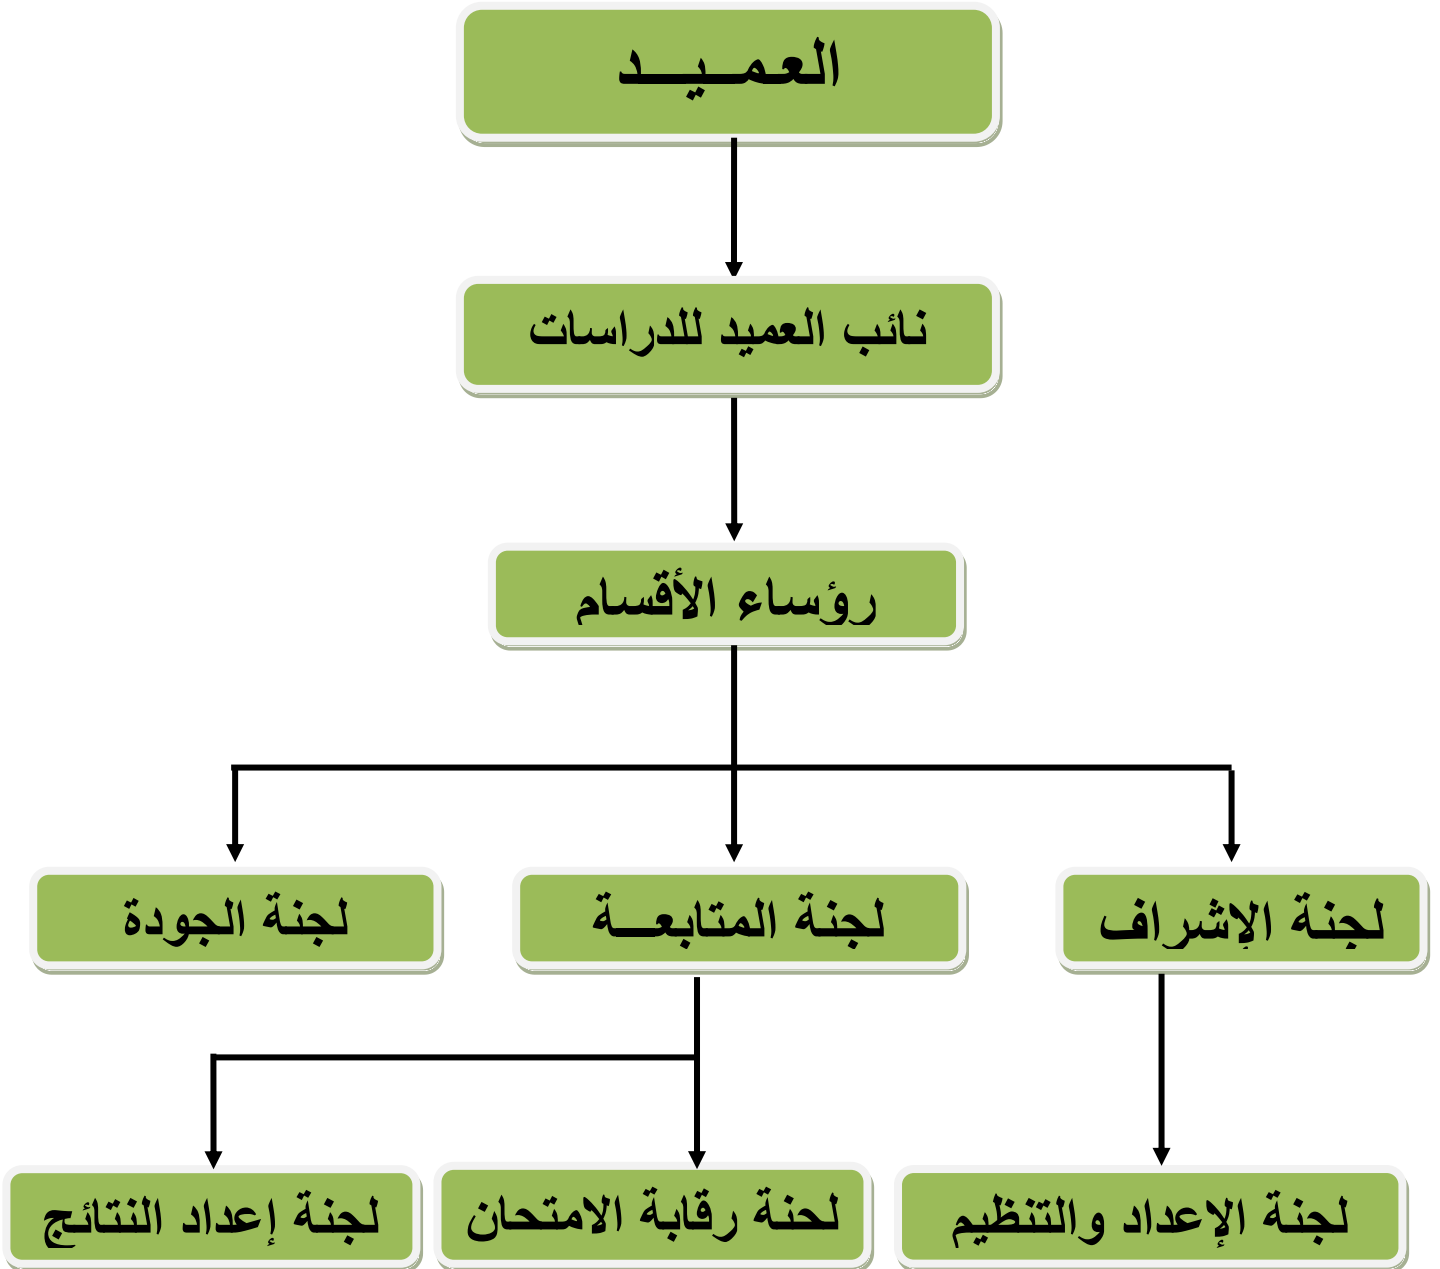 العـمـــيـــد
نائب العميد للدراسات
رؤساء الأقسام
لجنة الإشراف
لجنة المتابعـــة
لجنة الجودة
لجنة الإعداد والتنظيم
لحنة رقابة الامتحان
لجنة إعداد النتائج